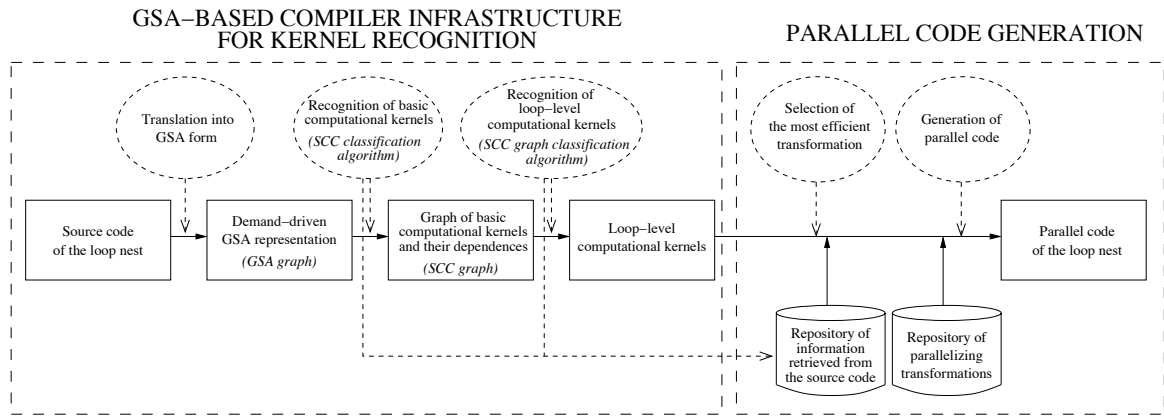 GSA–BASED COMPILER INFRASTRUCTURE
FOR KERNEL RECOGNITION
PARALLEL CODE GENERATION
Translation into
GSA form
Recognition of basic
computational kernels
(SCC classification
algorithm)
Recognition of
loop–level
computational kernels
(SCC graph classification
algorithm)
Selection of
the most efficient
transformation
Generation of
parallel code
Source code
of the loop nest
Demand–driven
GSA representation
(GSA graph)
Graph of basic
computational kernels
and their dependences
(SCC graph)
Loop–level
computational kernels
Parallel code
of the loop nest
Repository of
information
retrieved from
the source code
Repository of
parallelizing
transformations